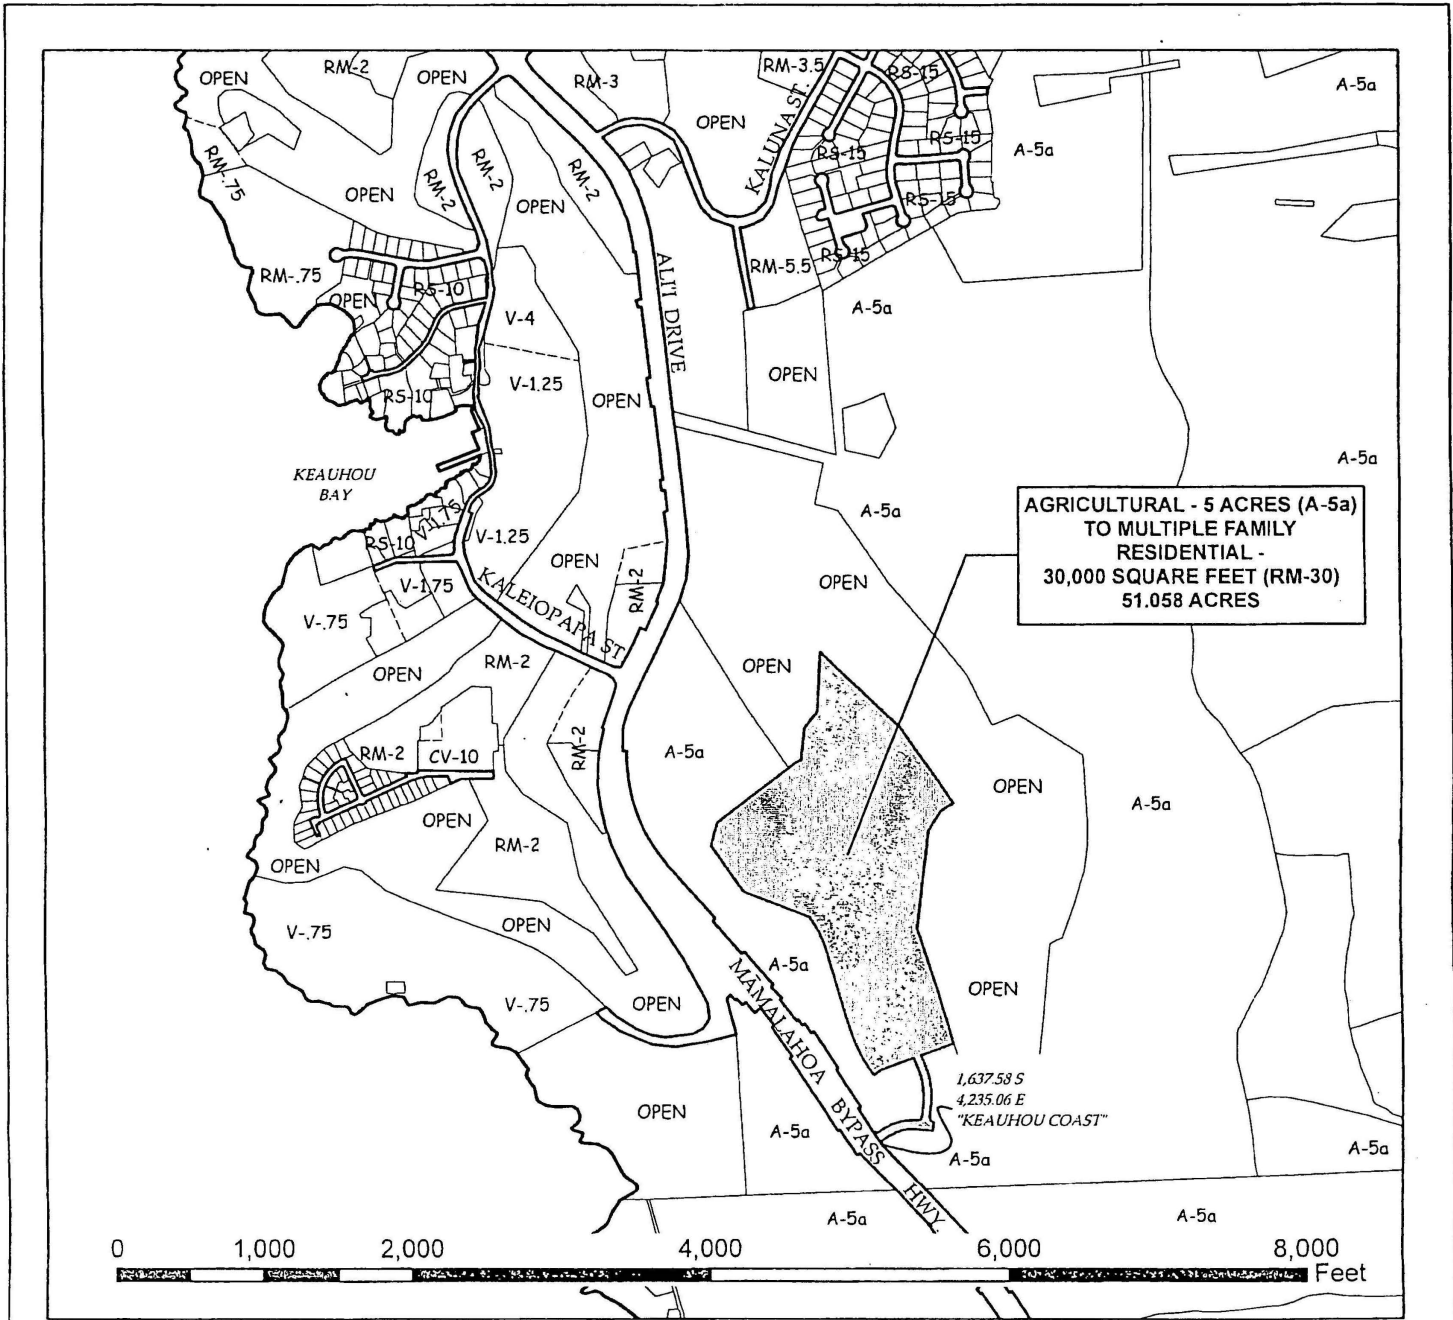 OPEN
RM-2
OPEN
RM-3
RM-3.5
RS-15
A-5a
OPEN
KALUNA ST.
RS-15
RS-15
A-5a
RM-.75
OPEN
RM-2
RM-2
RM-2
OPEN
RS-15
RM-.75
RM-5.5
RS-15
RS-10
OPEN
ALI'I DRIVE
V-4
A-5a
V-1.25
OPEN
RS-10
OPEN
KEAUHOU
BAY
A-5a
A-5a
V-1.75
RS-10
V-1.25
OPEN
RM-2
OPEN
AGRICULTURAL - 5 ACRES (A-5a)
TO MULTIPLE FAMILY
RESIDENTIAL -
30,000 SQUARE FEET (RM-30)
51.058 ACRES
V-1.75
V-.75
KALEIOPAPA ST
OPEN
RM-2
OPEN
RM-2
CV-10
RM-2
A-5a
OPEN
A-5a
OPEN
RM-2
OPEN
OPEN
V-.75
A-5a
MĀMALAHOA BYPASS HWY.
V-.75
OPEN
OPEN
1,637.58 S
4,235.06 E
"KEAUHOU COAST"
OPEN
A-5a
A-5a
A-5a
A-5a
A-5a
0 1,000 2,000 4,000 6,000 8,000
Feet